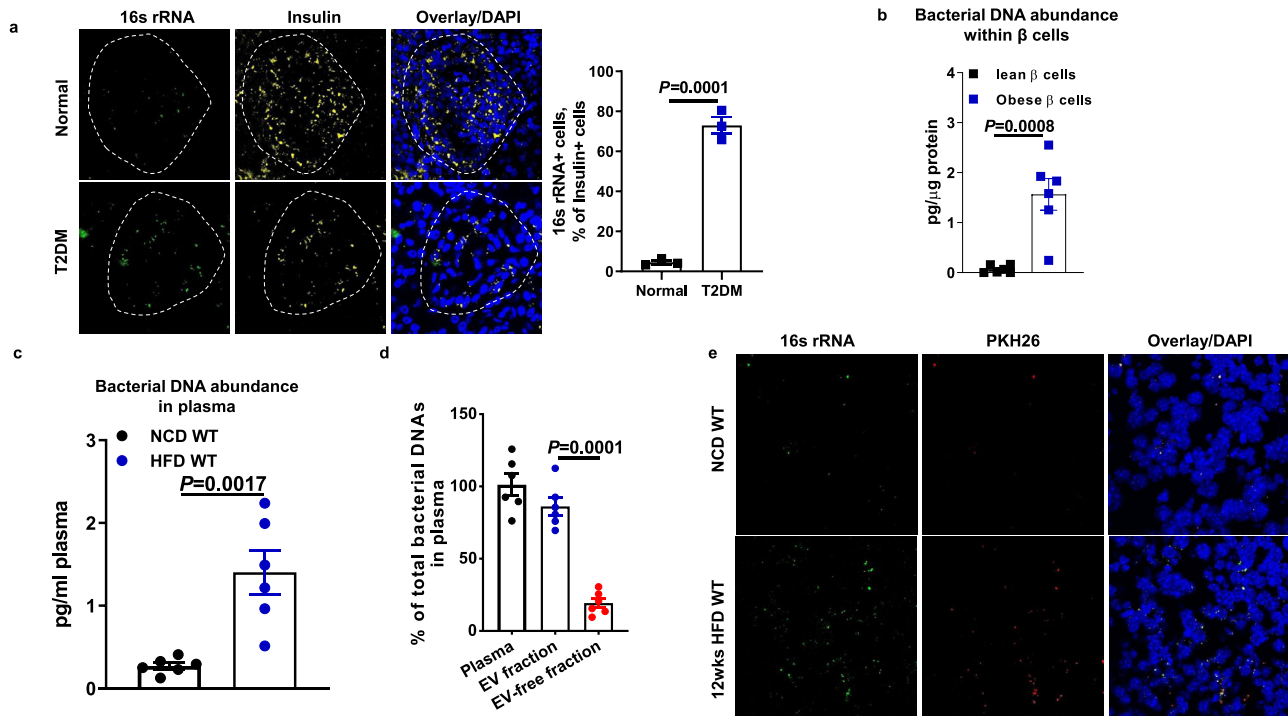 a
16s rRNA
Insulin
Overlay/DAPI
Normal
T2DM
16s rRNA+ cells,
% of Insulin+ cells
100
80
60
40
20
0
P=0.0001
Normal
T2DM
b
Bacterial DNA abundance
within β cells
lean β cells
Obese β cells
pg/μg protein
4
3
2
1
0
P=0.0008
c
Bacterial DNA abundance
in plasma
NCD WT
HFD WT
pg/ml plasma
3
2
1
0
P=0.0017
d
% of total bacterial DNAs
in plasma
150
100
50
0
P=0.0001
Plasma
EV fraction
EV-free fraction
e
16s rRNA
PKH26
Overlay/DAPI
NCD WT
12wks HFD WT